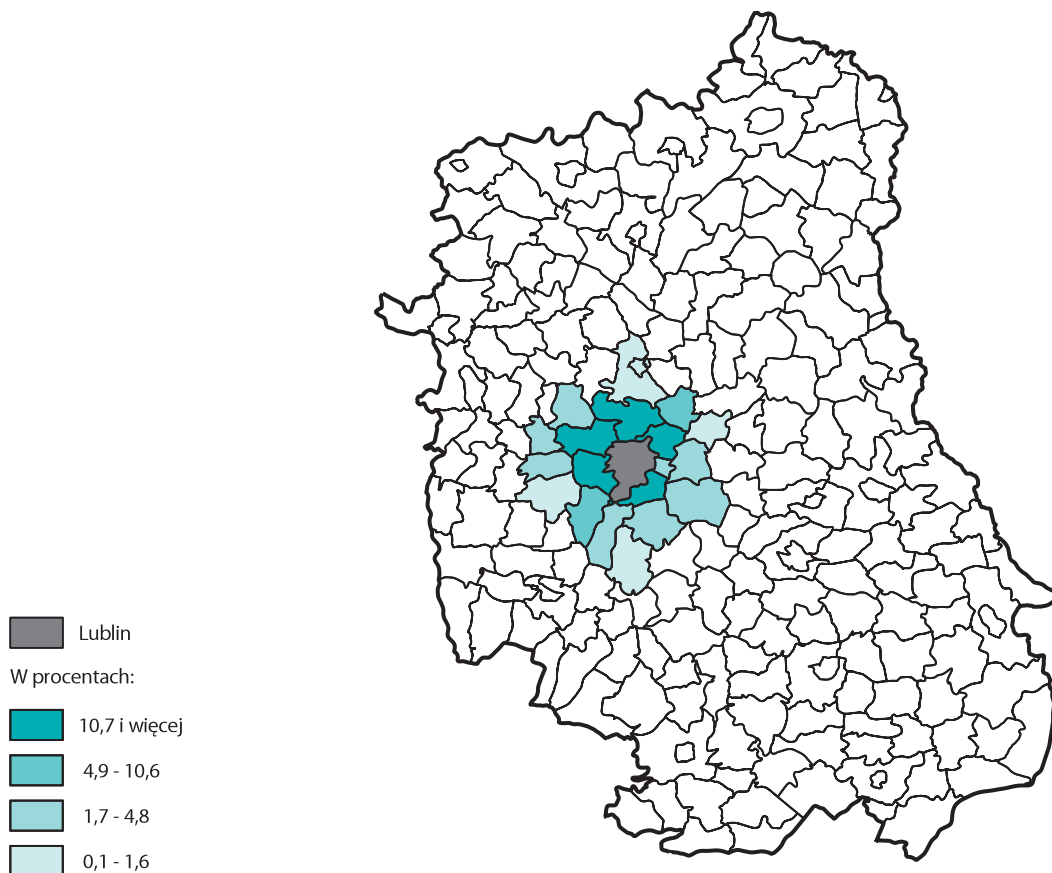 Lublin
W procentach:
10,7 i więcej
4,9 - 10,6
1,7 - 4,8
0,1 - 1,6